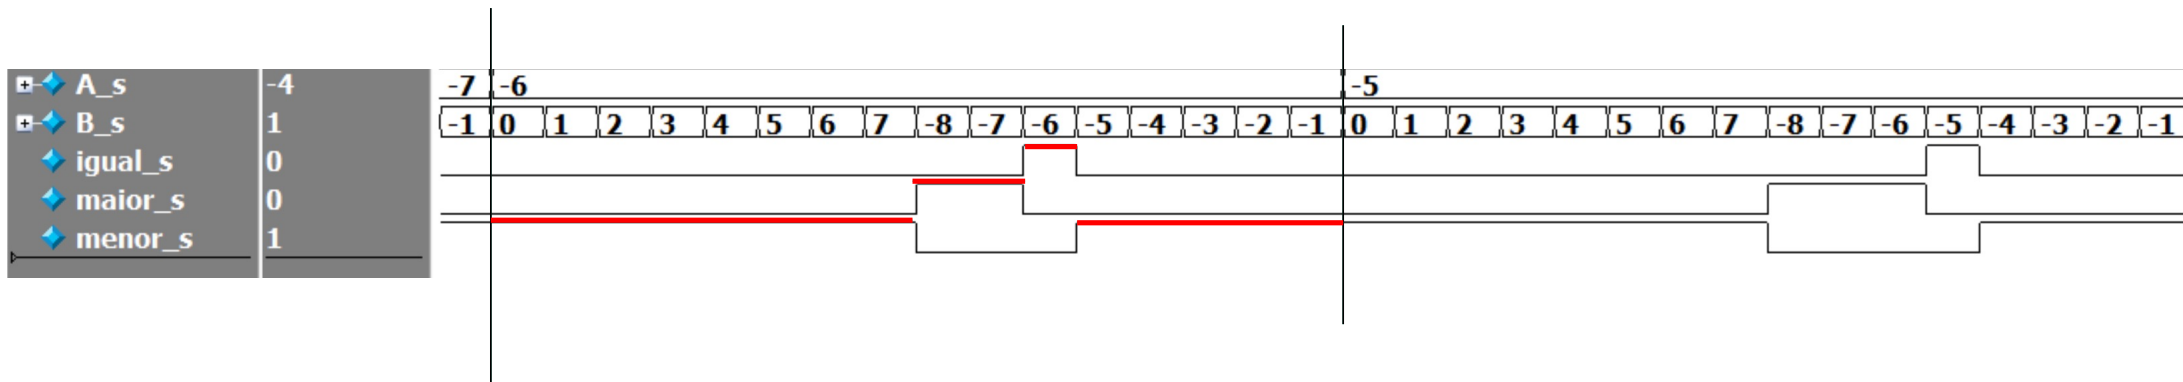 A_s -4 -7 -6 -5
B_s 1 -1 0 1 2 3 4 5 6 7 -8 -7 -6 -5 -4 -3 -2 -1 0 1 2 3 4 5 6 7 -8 -7 -6 -5 -4 -3 -2 -1
igual_s 0
maior_s 0
menor_s 1